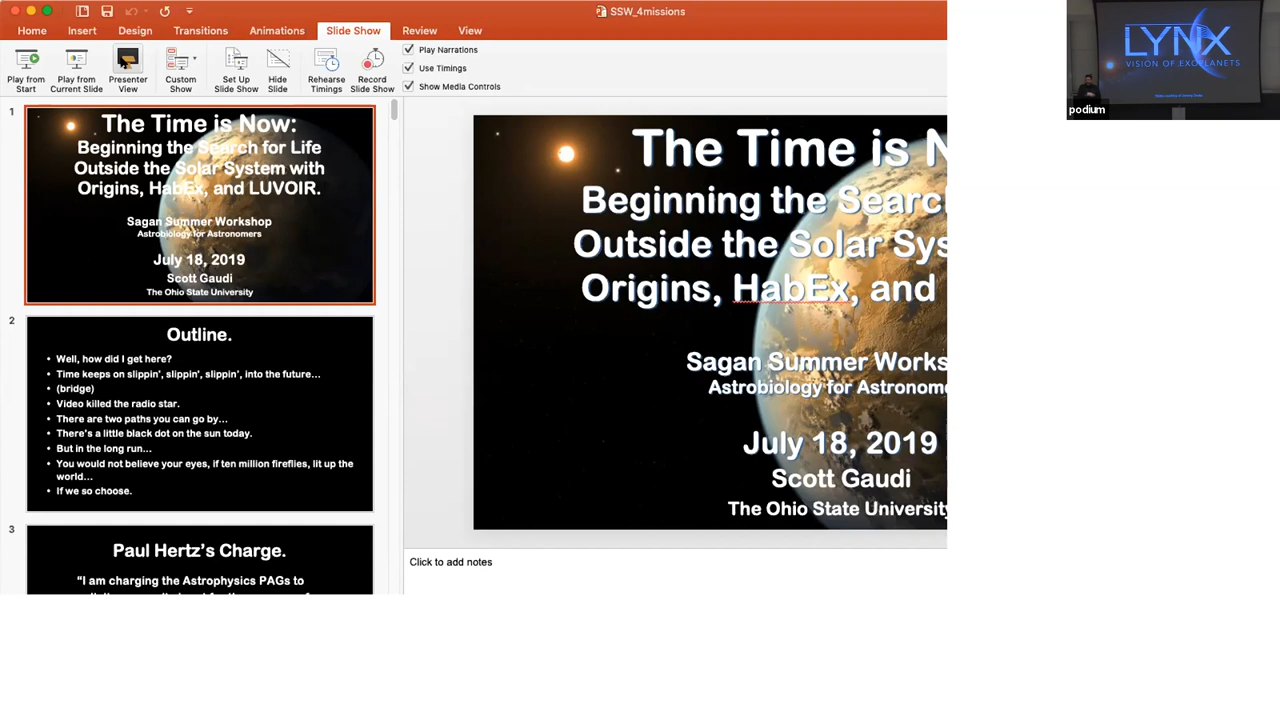 SSW_4missions
Home Insert Design Transitions Animations Slide Show Review View
Play from Start
Play from Current Slide
Presenter View
Custom Show
Set Up Slide Show
Hide Slide
Rehearse Timings
Record Slide Show
Play Narrations
Use Timings
Show Media Controls
1
The Time is Now:
Beginning the Search for Life
Outside the Solar System with
Origins, HabEx, and LUVOIR.
Sagan Summer Workshop
Astrobiology for Astronomers
July 18, 2019
Scott Gaudi
The Ohio State University
2
Outline.
• Well, how did I get here?
• Time keeps on slippin', slippin', slippin', into the future…
• (bridge)
• Video killed the radio star.
• There are two paths you can go by…
• There's a little black dot on the sun today.
• But in the long run…
• You would not believe your eyes, if ten million fireflies, lit up the
world…
• If we so choose.
3
Paul Hertz's Charge.
"I am charging the Astrophysics PAGs to
The Time is N
Beginning the Search
Outside the Solar Sys
Origins, HabEx, and
Sagan Summer Works
Astrobiology for Astronome
July 18, 2019
Scott Gaudi
The Ohio State University
Click to add notes
LYNX
VISION OF EXOPLANETS
podium